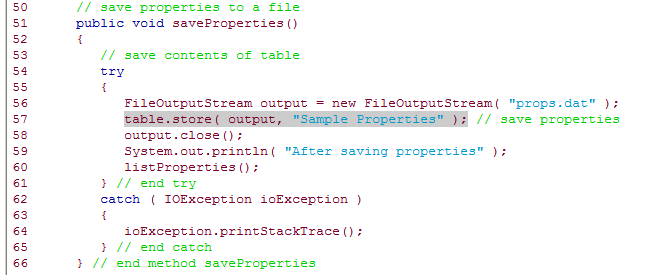 50 // save properties to a file
51 public void saveProperties()
52 {
53 // save contents of table
54 try
55 {
56 FileOutputStream output = new FileOutputStream( "props.dat" );
57 table.store( output, "Sample Properties" ); // save properties
58 output.close();
59 System.out.println( "After saving properties" );
60 listProperties();
61 } // end try
62 catch ( IOException ioException )
63 {
64 ioException.printStackTrace();
65 } // end catch
66 } // end method saveProperties